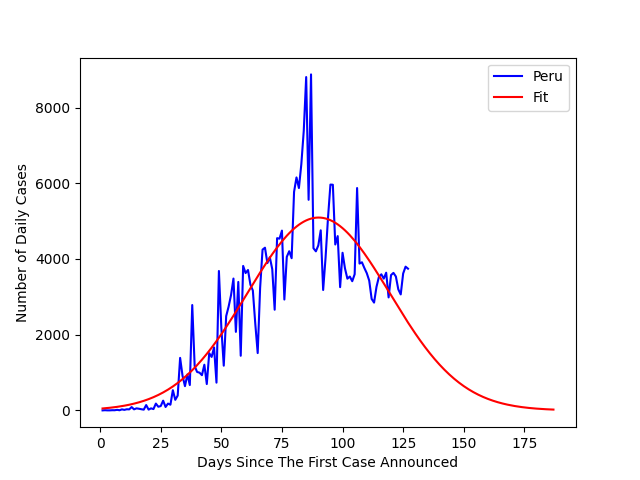 Peru
Fit
Number of Daily Cases
8000
6000
4000
2000
0
0 25 50 75 100 125 150 175
Days Since The First Case Announced